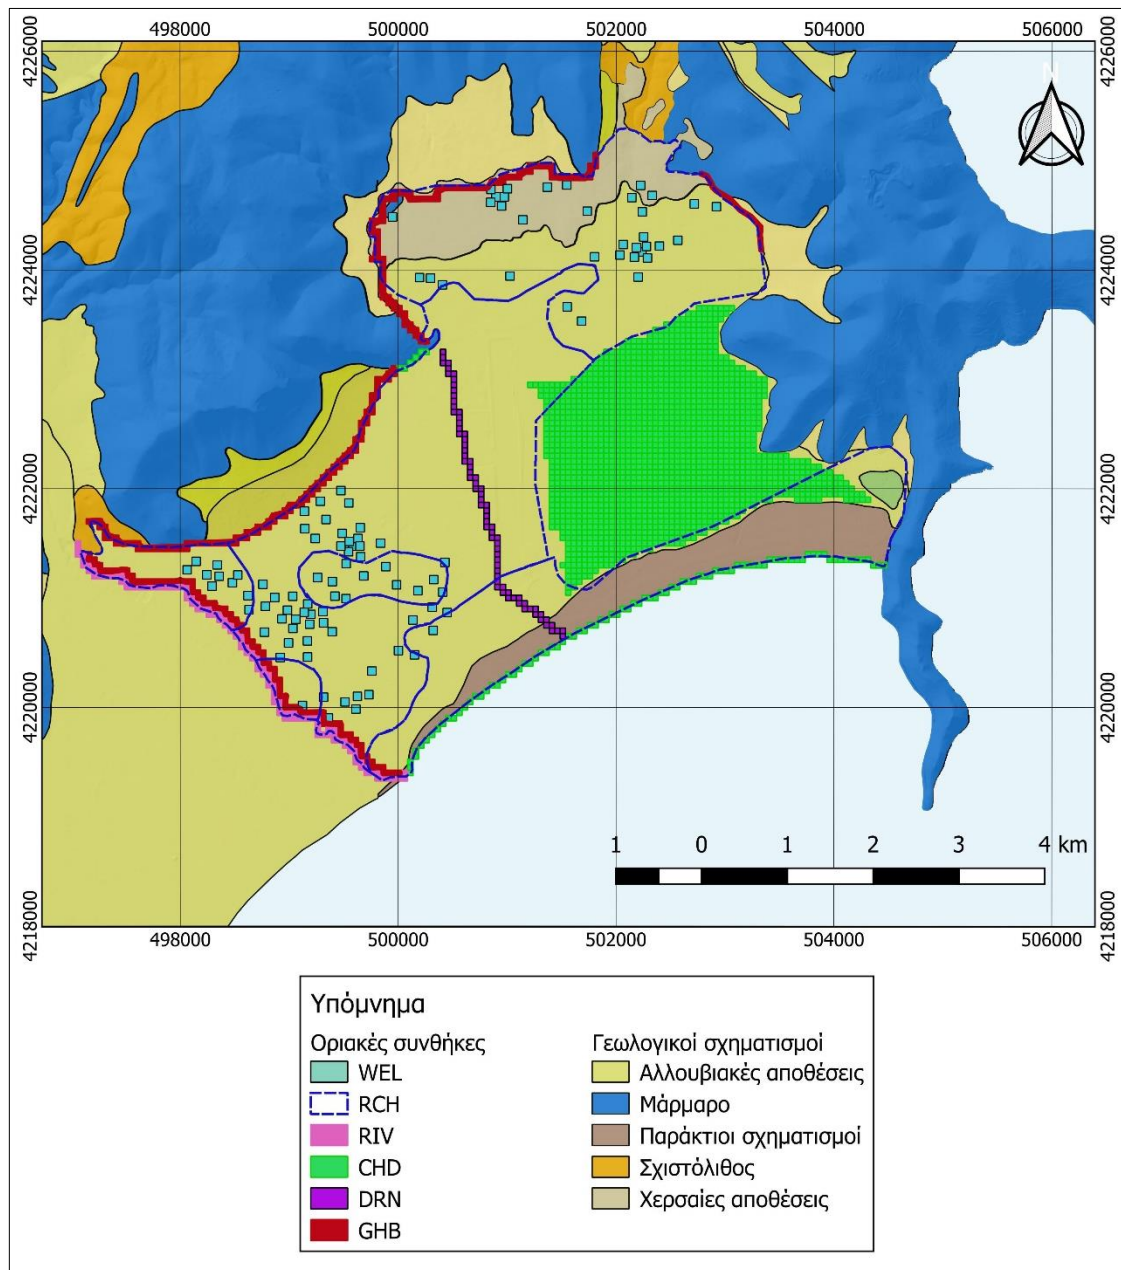 498000 500000 502000 504000 506000
4226000 4226000
N
4224000 4224000
4222000 4222000
4220000 4220000
1 0 1 2 3 4 km
4218000 4218000
498000 500000 502000 504000 506000
Υπόμνημα
Οριακές συνθήκες
WEL
RCH
RIV
CHD
DRN
GHB
Γεωλογικοί σχηματισμοί
Αλλουβιακές αποθέσεις
Μάρμαρο
Παράκτιοι σχηματισμοί
Σχιστόλιθος
Χερσαίες αποθέσεις